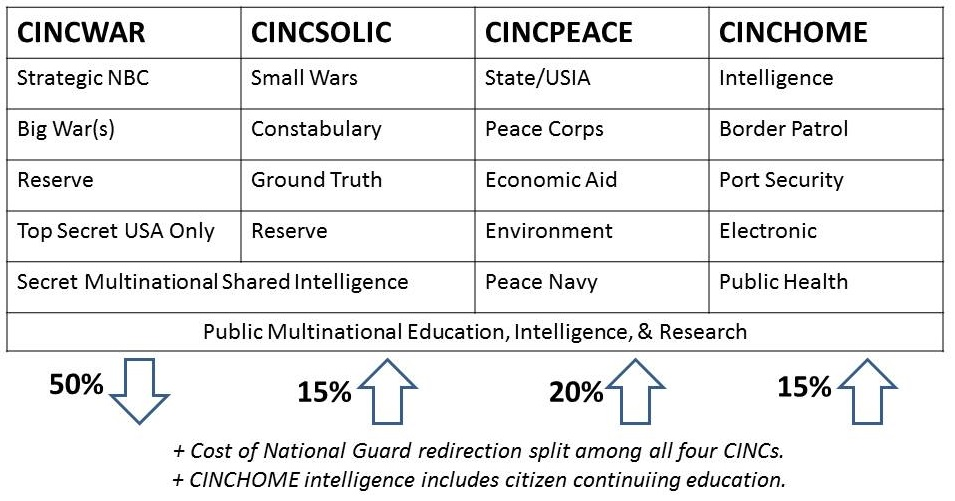 CINCWAR CINCSOLIC CINCPEACE CINCHOME
Strategic NBC Small Wars State/USIA Intelligence
Big War(s) Constabulary Peace Corps Border Patrol
Reserve Ground Truth Economic Aid Port Security
Top Secret USA Only Reserve Environment Electronic
Secret Multinational Shared Intelligence Peace Navy Public Health
Public Multinational Education, Intelligence, & Research
50% 15% 20% 15%
+ Cost of National Guard redirection split among all four CINCs.
+ CINCHOME intelligence includes citizen continuiing education.